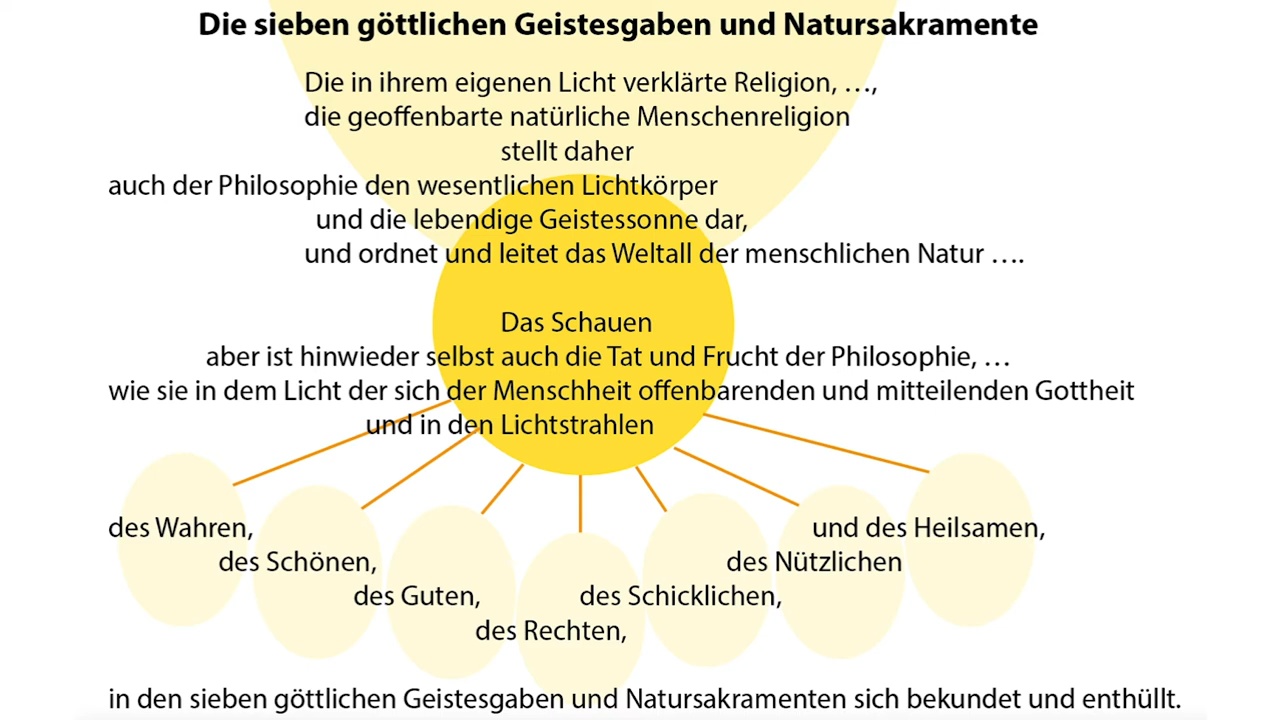 Die sieben göttlichen Geistesgaben und Natursakramente
Die in ihrem eigenen Licht verklärte Religion, …,
die geoffenbarte natürliche Menschenreligion
stellt daher
auch der Philosophie den wesentlichen Lichtkörper
und die lebendige Geistessonne dar,
und ordnet und leitet das Weltall der menschlichen Natur ….
Das Schauen
aber ist hinwieder selbst auch die Tat und Frucht der Philosophie, …
wie sie in dem Licht der sich der Menschheit offenbarenden und mitteilenden Gottheit
und in den Lichtstrahlen
des Wahren,
des Schönen,
des Guten,
des Rechten,
des Schicklichen,
des Nützlichen
und des Heilsamen,
in den sieben göttlichen Geistesgaben und Natursakramenten sich bekundet und enthüllt.